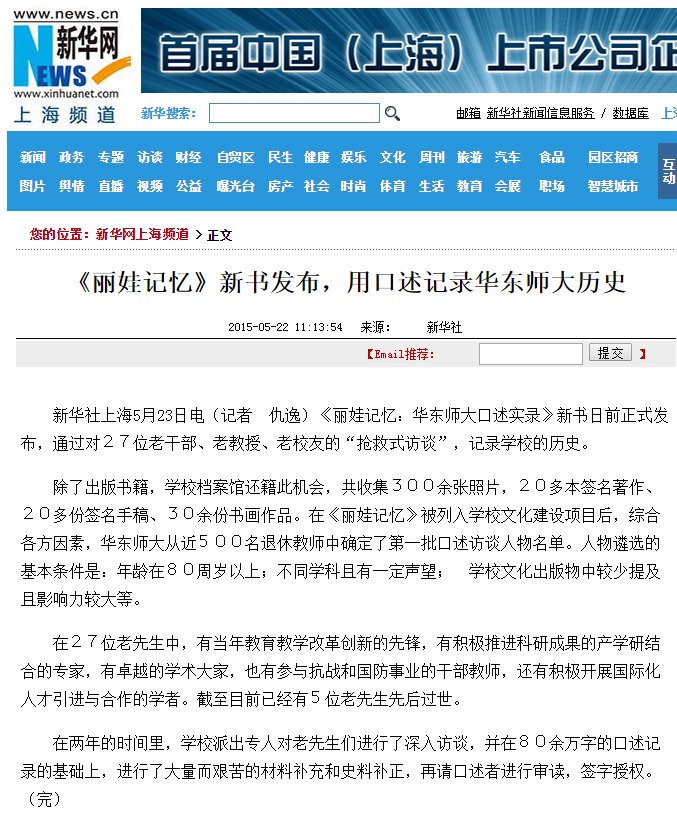 www.news.cn
新华网
NEWS
www.xinhuanet.com
上海频道
首届中国（上海）上市公司企
新华搜索：
邮箱 新华社新闻信息服务 / 数据库 上
新闻 政务 专题 访谈 财经 自贸区 民生 健康 娱乐 文化 周刊 旅游 汽车 食品 园区招商
图片 舆情 直播 视频 公益 曝光台 房产 社会 时尚 体育 生活 教育 会展 职场 智慧城市
互动
您的位置：新华网上海频道 > 正文
《丽娃记忆》新书发布，用口述记录华东师大历史
2015-05-22 11:13:54 来源： 新华社
【Email推荐： 提交 】
新华社上海5月23日电（记者　仇逸）《丽娃记忆：华东师大口述实录》新书日前正式发
布，通过对２７位老干部、老教授、老校友的“抢救式访谈”，记录学校的历史。
除了出版书籍，学校档案馆还籍此机会，共收集３００余张照片，２０多本签名著作、
２０多份签名手稿、３０余份书画作品。在《丽娃记忆》被列入学校文化建设项目后，综合
各方因素，华东师大从近５００名退休教师中确定了第一批口述访谈人物名单。人物遴选的
基本条件是：年龄在８０周岁以上；不同学科且有一定声望；　学校文化出版物中较少提及
且影响力较大等。
在２７位老先生中，有当年教育教学改革创新的先锋，有积极推进科研成果的产学研结
合的专家，有卓越的学术大家，也有参与抗战和国防事业的干部教师，还有积极开展国际化
人才引进与合作的学者。截至目前已经有５位老先生先后过世。
在两年的时间里，学校派出专人对老先生们进行了深入访谈，并在８０余万字的口述记
录的基础上，进行了大量而艰苦的材料补充和史料补正，再请口述者进行审读，签字授权。
（完）